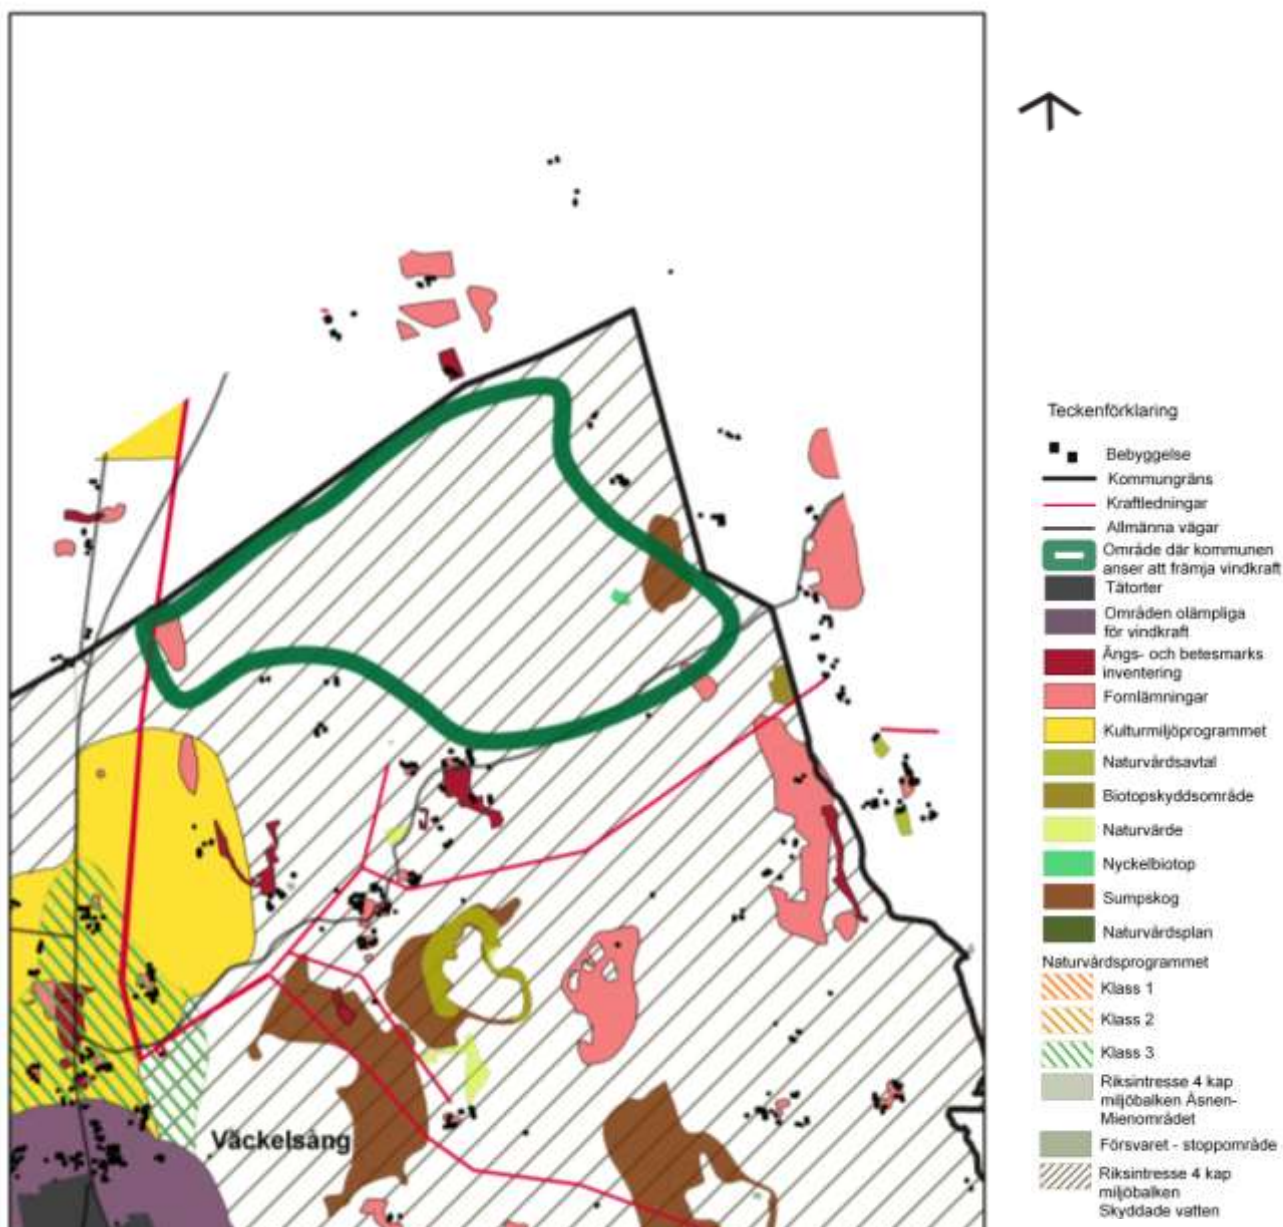 Väckelsång
Teckenförklaring
Bebyggelse
Kommungräns
Kraftledningar
Allmänna vägar
Område där kommunen
anser att främja vindkraft
Tätorter
Områden olämpliga
för vindkraft
Ängs- och betesmarks
inventering
Fornlämningar
Kulturmiljöprogrammet
Naturvårdsavtal
Biotopskyddsområde
Naturvärde
Nyckelbiotop
Sumpskog
Naturvårdsplan
Naturvårdsprogrammet
Klass 1
Klass 2
Klass 3
Riksintresse 4 kap
miljöbalken Åsnen-
Mienområdet
Försvaret - stoppområde
Riksintresse 4 kap
miljöbalken
Skyddade vatten